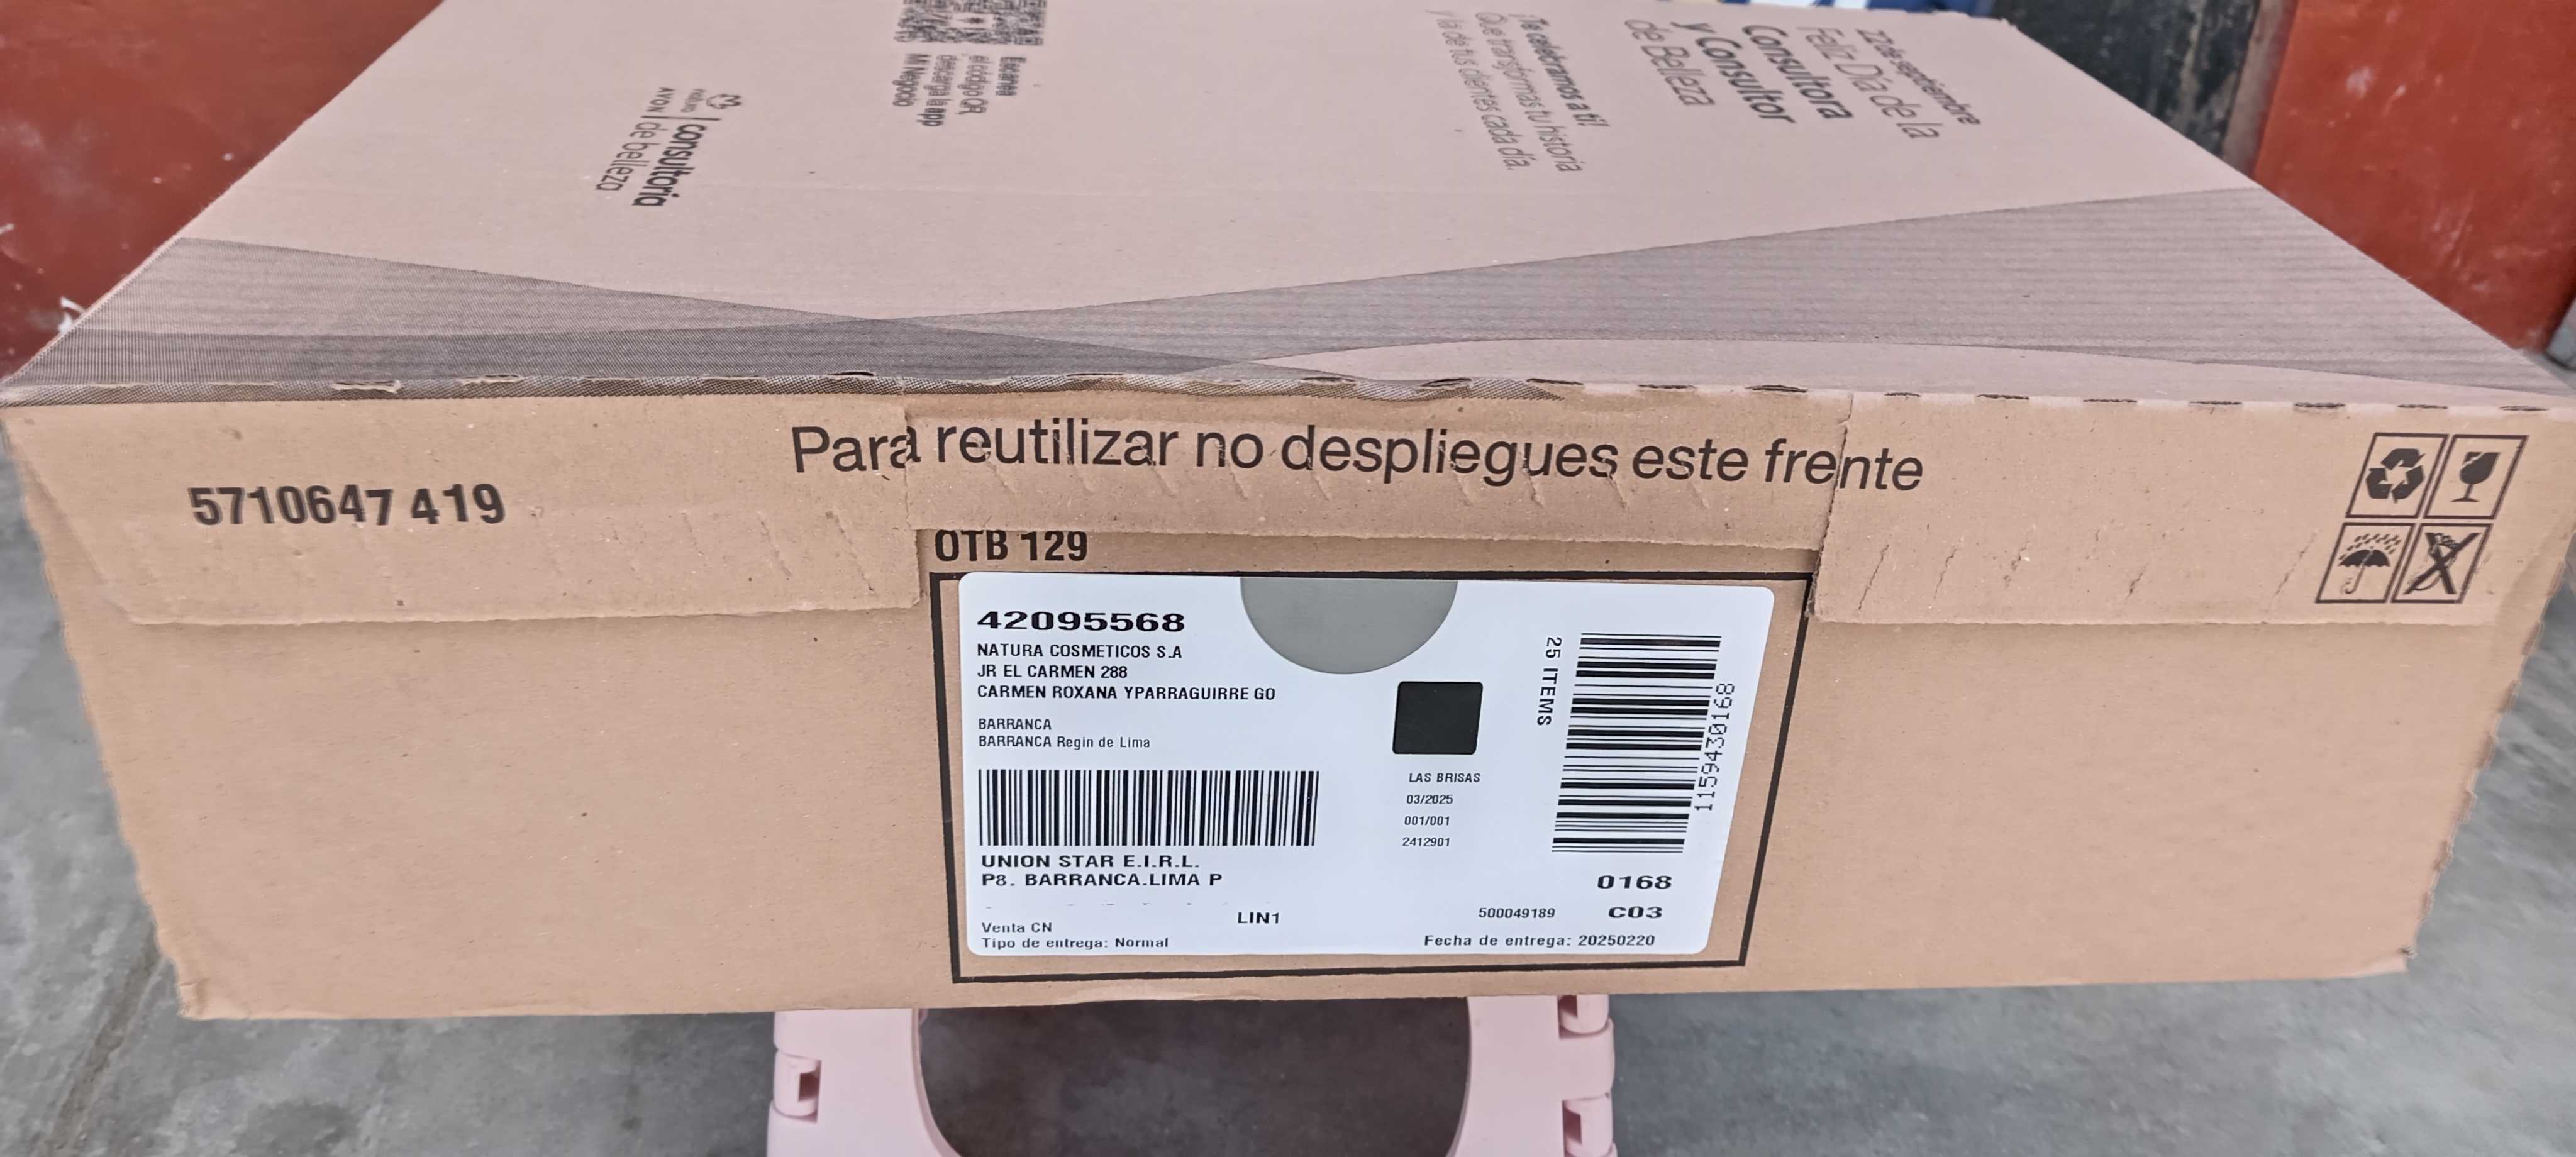 22 de septiembre
Feliz Día de la
Consultora
y Consultor
de Belleza
¡Te celebramos a ti!
Que transformas tu historia
y la de tus clientes cada día.
Escanea
el código QR,
descarga la app
Mi Negocio
natura
AVON
consultoria
de belleza
Para reutilizar no despliegues este frente
5710647 419
OTB 129
42095568
NATURA COSMETICOS S.A
JR EL CARMEN 288
CARMEN ROXANA YPARRAGUIRRE GO
BARRANCA
BARRANCA Regin de Lima
UNION STAR E.I.R.L.
P8. BARRANCA.LIMA P
LIN1
Venta CN
Tipo de entrega: Normal
LAS BRISAS
03/2025
001/001
2412901
25 ITEMS
1159430168
0168
500049189 C03
Fecha de entrega: 20250220